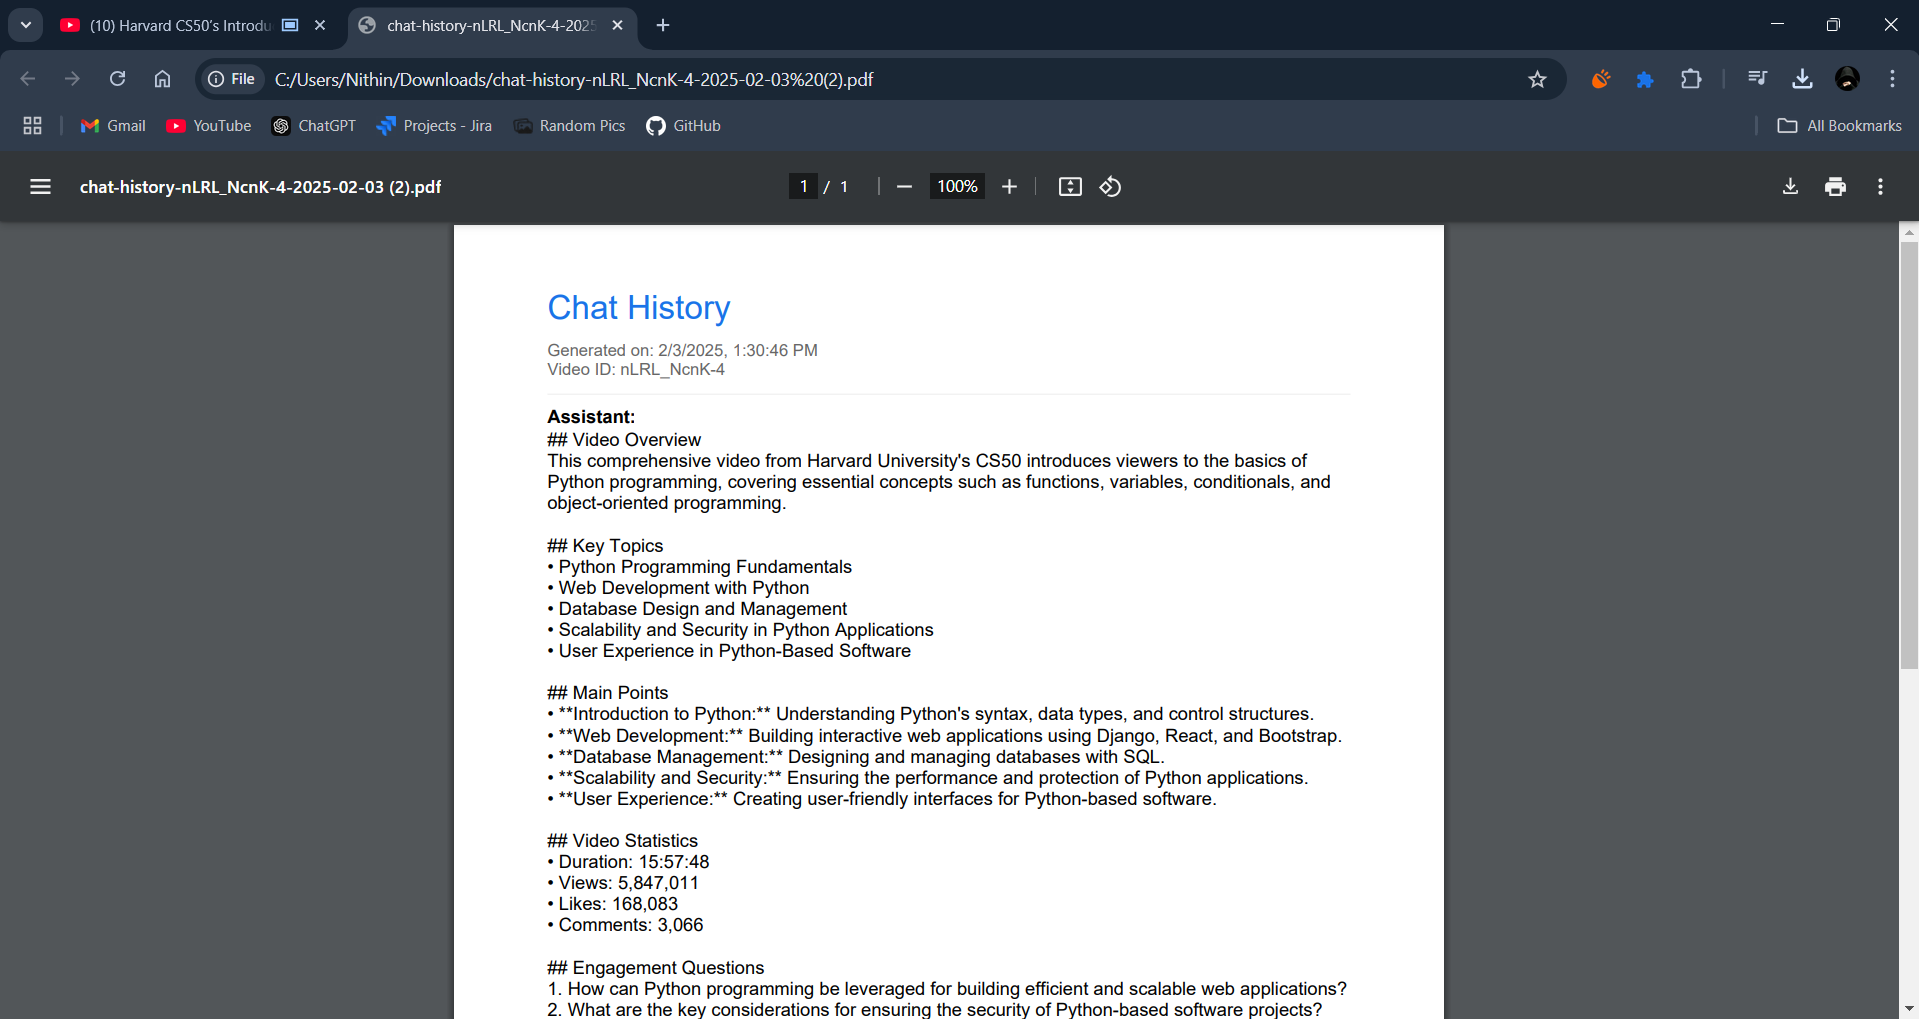 (10) Harvard CS50's Introdu
chat-history-nLRL_NcnK-4-2025
File
C:/Users/Nithin/Downloads/chat-history-nLRL_NcnK-4-2025-02-03%20(2).pdf
Gmail
YouTube
ChatGPT
Projects - Jira
Random Pics
GitHub
All Bookmarks
chat-history-nLRL_NcnK-4-2025-02-03 (2).pdf
1 / 1
100%
Chat History
Generated on: 2/3/2025, 1:30:46 PM
Video ID: nLRL_NcnK-4
Assistant:
## Video Overview
This comprehensive video from Harvard University's CS50 introduces viewers to the basics of
Python programming, covering essential concepts such as functions, variables, conditionals, and
object-oriented programming.
## Key Topics
• Python Programming Fundamentals
• Web Development with Python
• Database Design and Management
• Scalability and Security in Python Applications
• User Experience in Python-Based Software
## Main Points
• **Introduction to Python:** Understanding Python's syntax, data types, and control structures.
• **Web Development:** Building interactive web applications using Django, React, and Bootstrap.
• **Database Management:** Designing and managing databases with SQL.
• **Scalability and Security:** Ensuring the performance and protection of Python applications.
• **User Experience:** Creating user-friendly interfaces for Python-based software.
## Video Statistics
• Duration: 15:57:48
• Views: 5,847,011
• Likes: 168,083
• Comments: 3,066
## Engagement Questions
1. How can Python programming be leveraged for building efficient and scalable web applications?
2. What are the key considerations for ensuring the security of Python-based software projects?